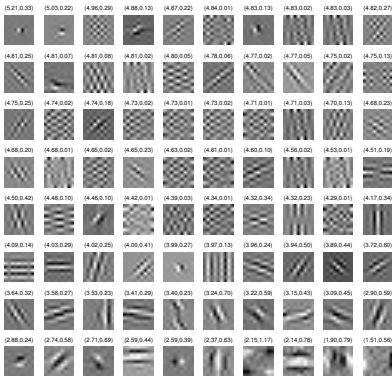 (5.21,0.33) (5.03,0.22) (4.96,0.29) (4.88,0.13) (4.87,0.22) (4.84,0.01) (4.83,0.13) (4.83,0.02) (4.83,0.03) (4.82,0.27)
(4.81,0.25) (4.81,0.07) (4.81,0.08) (4.81,0.02) (4.80,0.05) (4.78,0.06) (4.77,0.02) (4.77,0.05) (4.75,0.02) (4.75,0.13)
(4.75,0.25) (4.74,0.02) (4.74,0.18) (4.73,0.02) (4.73,0.01) (4.73,0.02) (4.71,0.01) (4.71,0.03) (4.70,0.13) (4.68,0.23)
(4.68,0.20) (4.68,0.01) (4.65,0.02) (4.65,0.23) (4.63,0.02) (4.61,0.01) (4.60,0.10) (4.56,0.02) (4.53,0.01) (4.51,0.19)
(4.50,0.42) (4.48,0.10) (4.46,0.10) (4.42,0.01) (4.39,0.03) (4.34,0.01) (4.32,0.34) (4.32,0.23) (4.29,0.01) (4.17,0.34)
(4.09,0.14) (4.03,0.29) (4.02,0.25) (4.00,0.41) (3.99,0.27) (3.97,0.13) (3.96,0.24) (3.94,0.50) (3.89,0.44) (3.72,0.60)
(3.64,0.32) (3.58,0.27) (3.53,0.23) (3.41,0.29) (3.40,0.23) (3.24,0.70) (3.22,0.59) (3.15,0.43) (3.09,0.45) (2.90,0.59)
(2.88,0.24) (2.74,0.58) (2.71,0.69) (2.59,0.44) (2.59,0.39) (2.37,0.63) (2.15,1.17) (2.14,0.78) (1.90,0.79) (1.51,0.56)